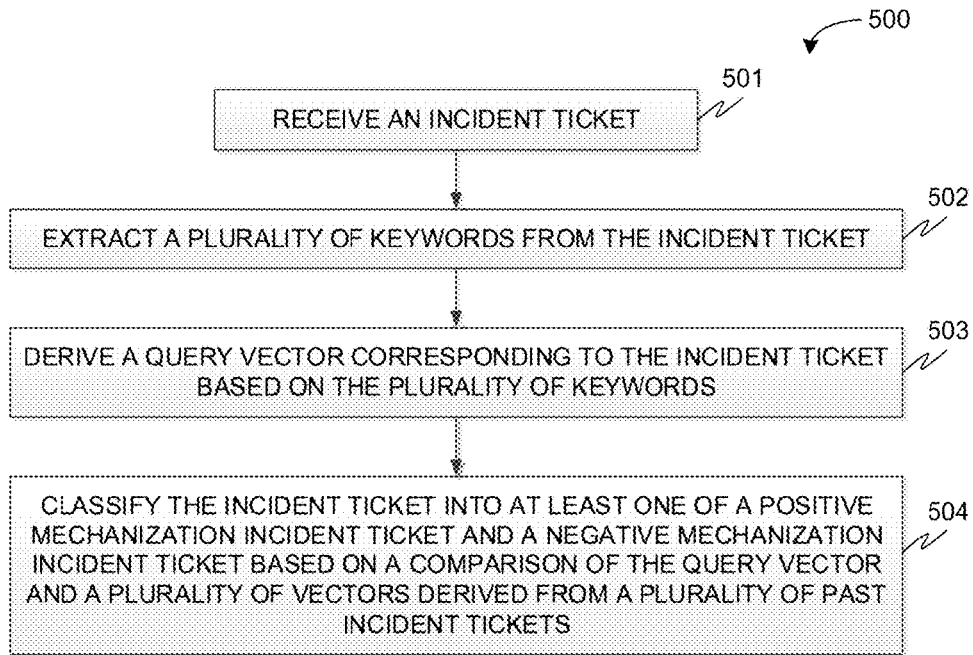 500
501
RECEIVE AN INCIDENT TICKET
502
EXTRACT A PLURALITY OF KEYWORDS FROM THE INCIDENT TICKET
503
DERIVE A QUERY VECTOR CORRESPONDING TO THE INCIDENT TICKET
BASED ON THE PLURALITY OF KEYWORDS
504
CLASSIFY THE INCIDENT TICKET INTO AT LEAST ONE OF A POSITIVE
MECHANIZATION INCIDENT TICKET AND A NEGATIVE MECHANIZATION
INCIDENT TICKET BASED ON A COMPARISON OF THE QUERY VECTOR
AND A PLURALITY OF VECTORS DERIVED FROM A PLURALITY OF PAST
INCIDENT TICKETS